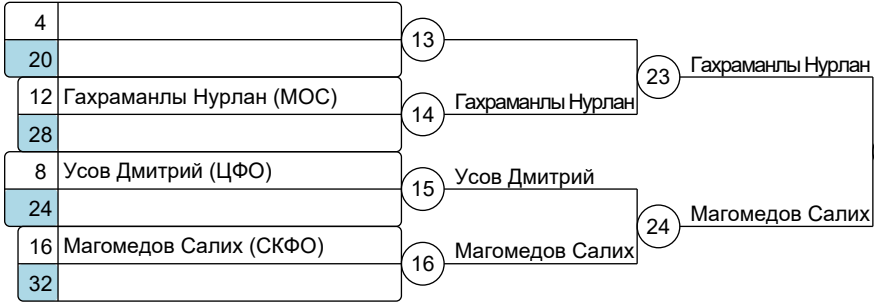 4
13
20
23 Гахраманлы Нурлан
12 Гахраманлы Нурлан (МОС)
14 Гахраманлы Нурлан
28
8 Усов Дмитрий (ЦФО)
15 Усов Дмитрий
24
24 Магомедов Салих
16 Магомедов Салих (СКФО)
16 Магомедов Салих
32